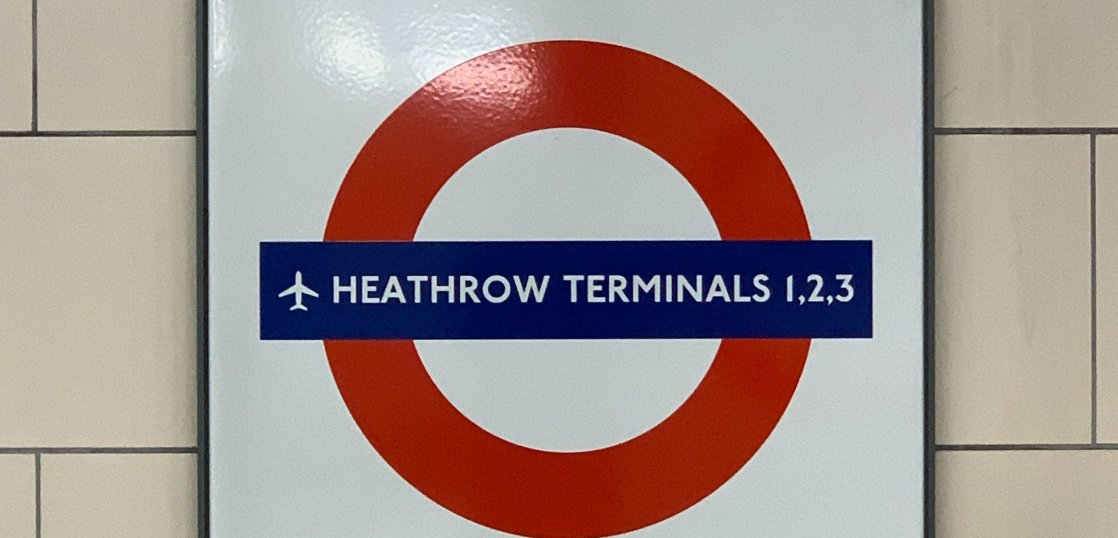 HEATHROW TERMINALS 1,2,3